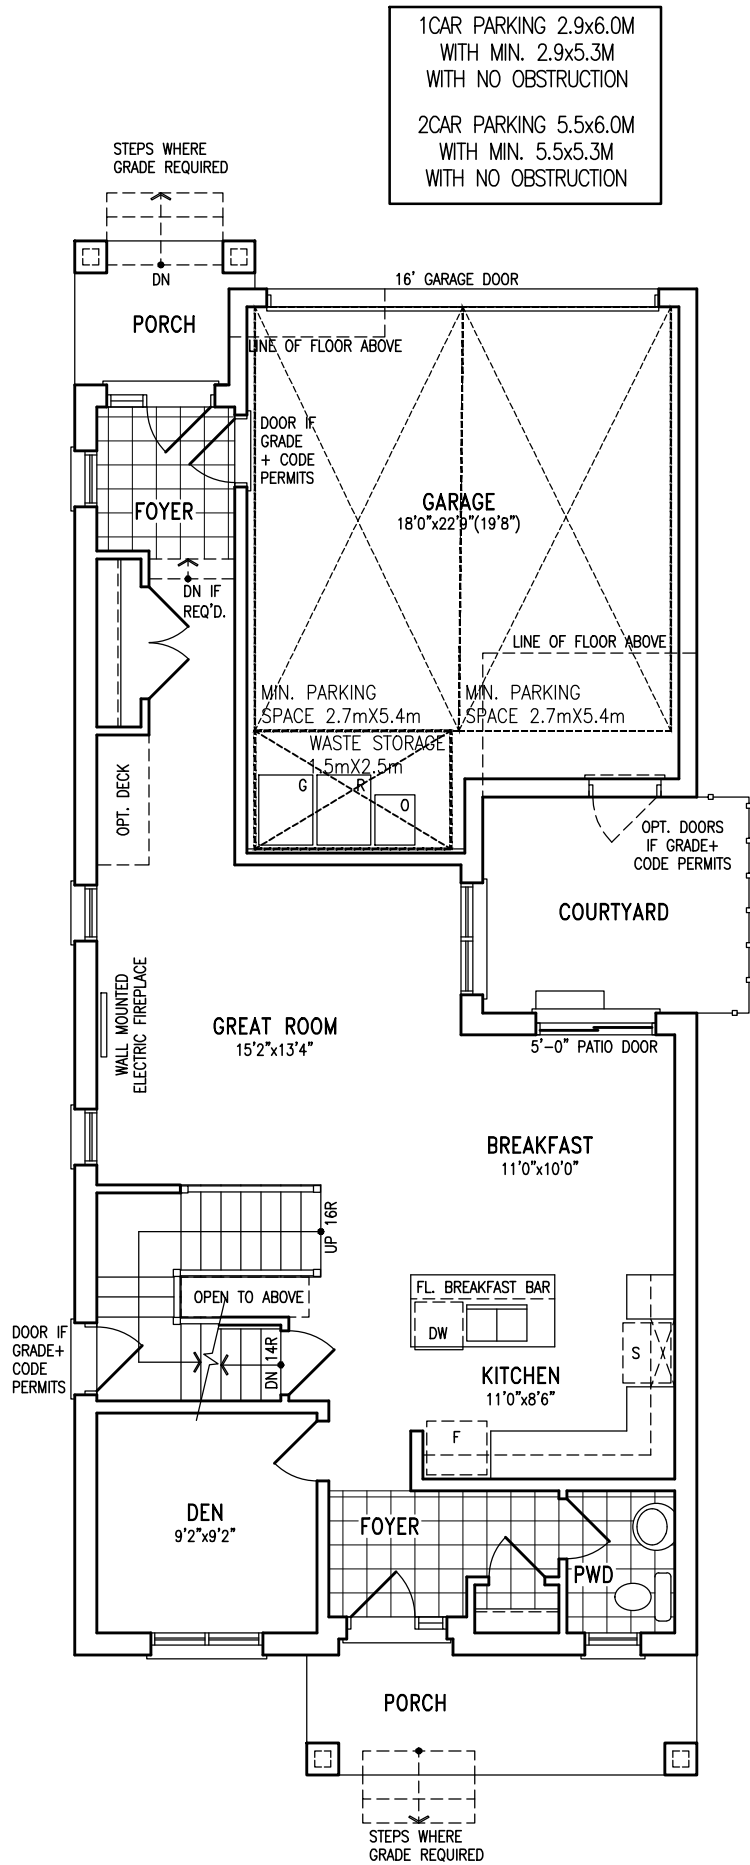 1CAR PARKING 2.9x6.0M
WITH MIN. 2.9x5.3M
WITH NO OBSTRUCTION
2CAR PARKING 5.5x6.0M
WITH MIN. 5.5x5.3M
WITH NO OBSTRUCTION
STEPS WHERE
GRADE REQUIRED
DN
16' GARAGE DOOR
PORCH
LINE OF FLOOR ABOVE
DOOR IF
GRADE
+ CODE
PERMITS
GARAGE
18'0"x22'9"(19'8")
FOYER
DN IF
REQ'D.
LINE OF FLOOR ABOVE
MIN. PARKING
SPACE 2.7mX5.4m
MIN. PARKING
SPACE 2.7mX5.4m
WASTE STORAGE
1.5mX2.5m
G
R
O
OPT. DECK
OPT. DOORS
IF GRADE+
CODE PERMITS
COURTYARD
WALL MOUNTED
ELECTRIC FIREPLACE
GREAT ROOM
15'2"x13'4"
5'-0" PATIO DOOR
BREAKFAST
11'0"x10'0"
UP 16R
OPEN TO ABOVE
FL. BREAKFAST BAR
DW
DOOR IF
GRADE+
CODE
PERMITS
DN 14R
S
KITCHEN
11'0"x8'6"
F
DEN
9'2"x9'2"
FOYER
PWD
PORCH
STEPS WHERE
GRADE REQUIRED